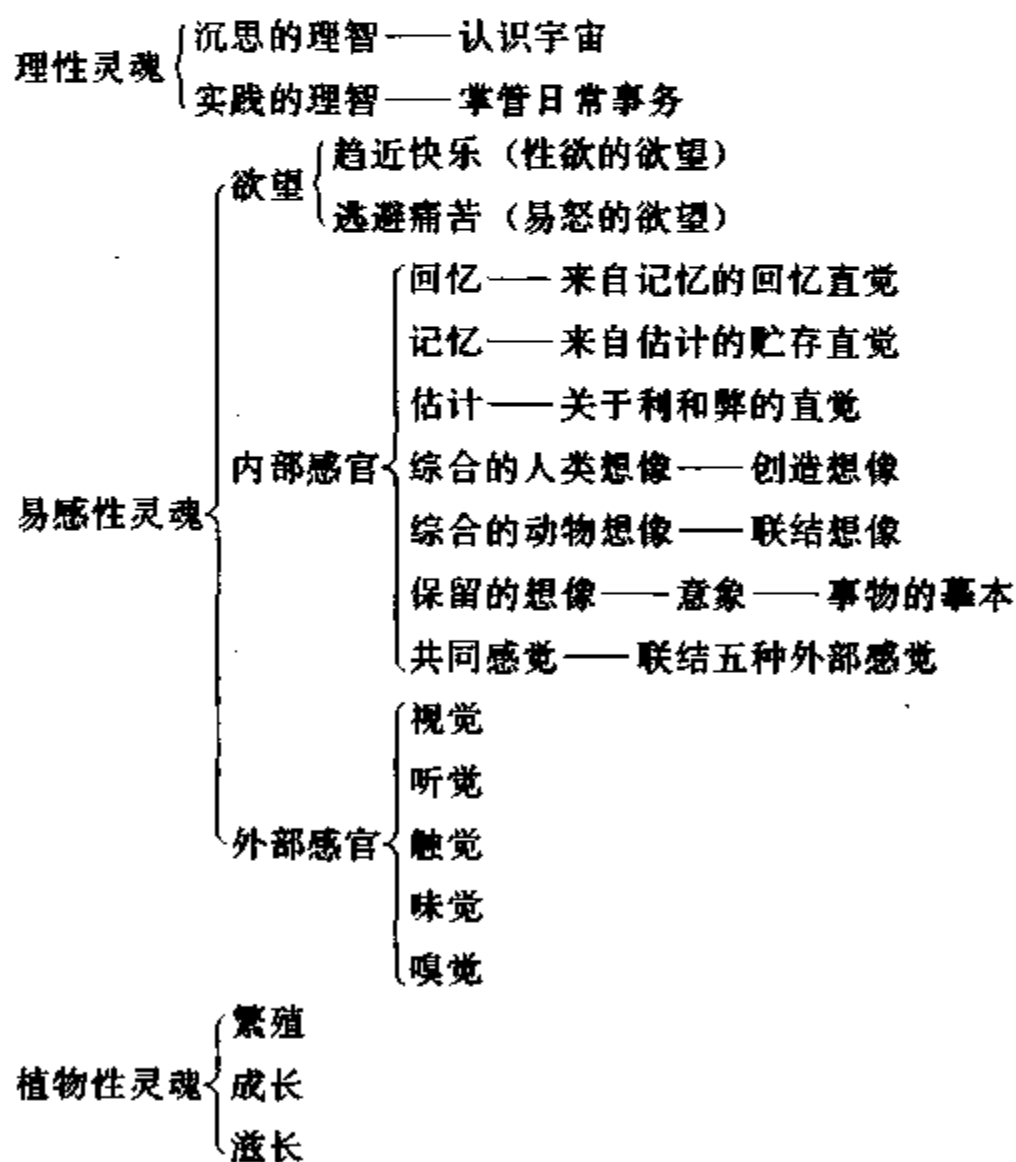 理性灵魂
沉思的理智——认识宇宙
实践的理智——掌管日常事务
易感性灵魂
欲望
趋近快乐（性欲的欲望）
逃避痛苦（易怒的欲望）
内部感官
回忆——来自记忆的回忆直觉
记忆——来自估计的贮存直觉
估计——关于利和弊的直觉
综合的人类想像——创造想像
综合的动物想像——联结想像
保留的想像——意象——事物的摹本
共同感觉——联结五种外部感觉
外部感官
视觉
听觉
触觉
味觉
嗅觉
植物性灵魂
繁殖
成长
滋长